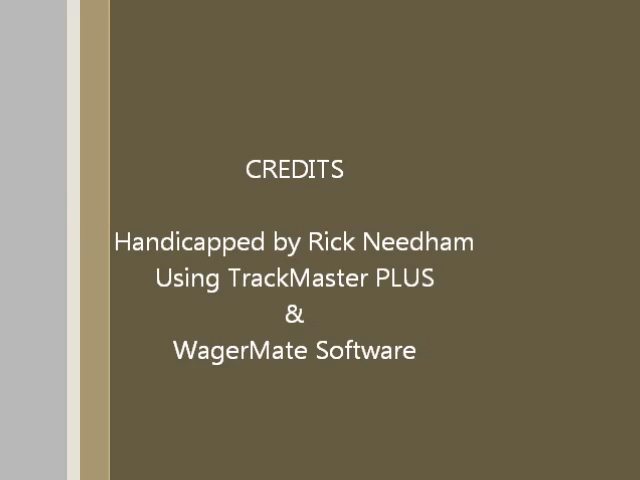 CREDITS
Handicapped by Rick Needham
Using TrackMaster PLUS
&
WagerMate Software